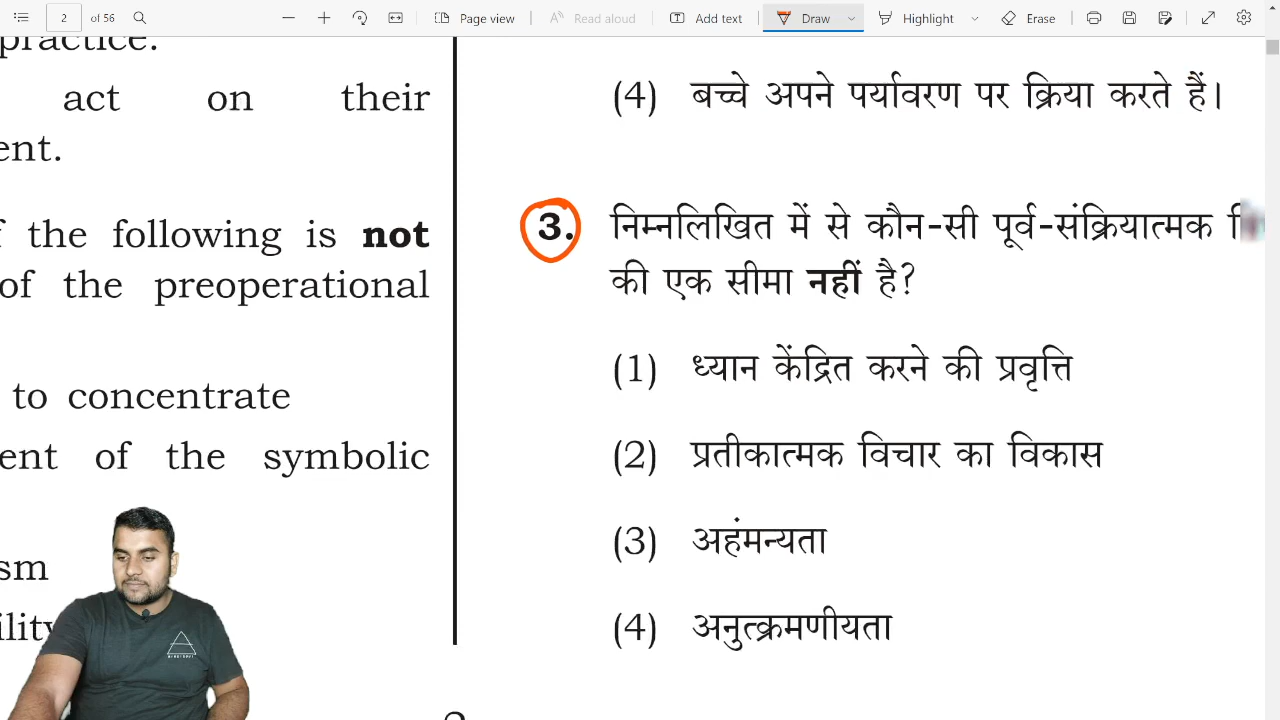 2 of 56 Page view Read aloud Add text Draw Highlight Erase
practice.
act on their
ent.
f the following is not
of the preoperational
to concentrate
ent of the symbolic
sm
(4) बच्चे अपने पर्यावरण पर क्रिया करते हैं।
3. निम्नलिखित में से कौन-सी पूर्व-संक्रियात्मक
की एक सीमा नहीं है?
(1) ध्यान केंद्रित करने की प्रवृत्ति
(2) प्रतीकात्मक विचार का विकास
(3) अहंमन्यता
(4) अनुत्क्रमणीयता